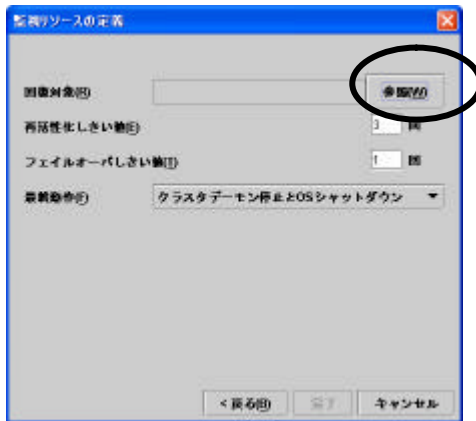 監視リソースの定義
回復対象(R) 参照(W)
再活性化しきい値(E) 3 回
フェイルオーバしきい値(T) 1 回
最終動作(F) クラスタデーモン停止とOSシャットダウン
< 戻る(B) 完了 キャンセル